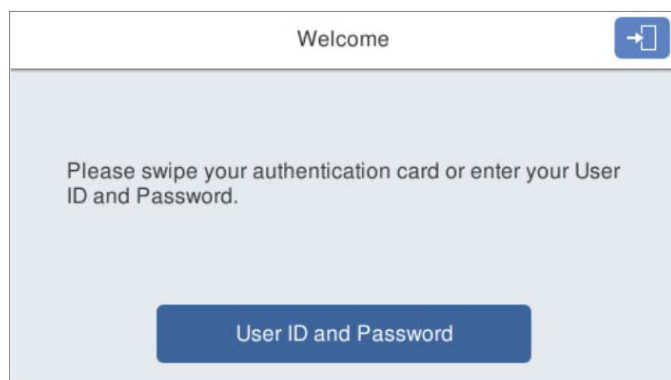 Welcome
Please swipe your authentication card or enter your User
ID and Password.
User ID and Password